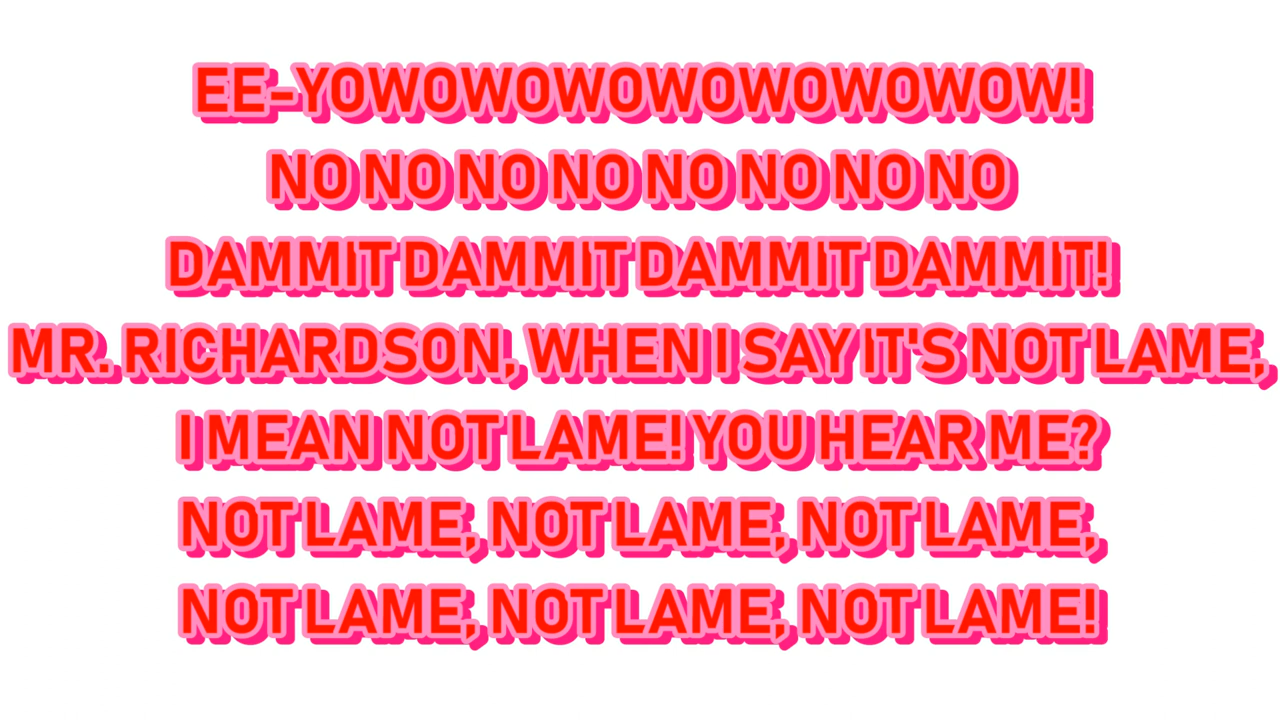 EE-YOWOWOWOWOWOWOWOW!
NO NO NO NO NO NO NO NO
DAMMIT DAMMIT DAMMIT DAMMIT!
MR. RICHARDSON, WHEN I SAY IT'S NOT LAME,
I MEAN NOT LAME! YOU HEAR ME?
NOT LAME, NOT LAME, NOT LAME,
NOT LAME, NOT LAME, NOT LAME!